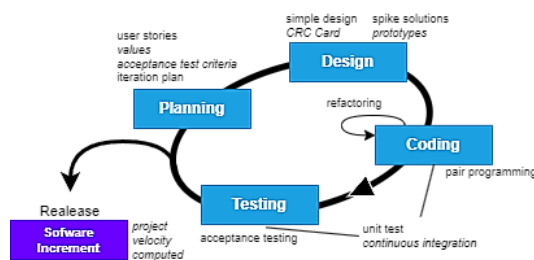 simple design
CRC Card
spike solutions
prototypes
user stories
values
acceptance test criteria
iteration plan
Design
Planning
refactoring
Coding
pair programming
Testing
acceptance testing
unit test
continuous integration
Realease
Sofware
Increment
project
velocity
computed